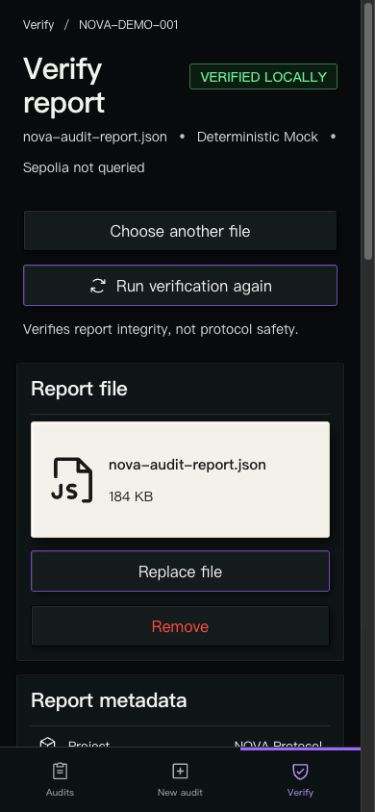 Verify / NOVA-DEMO-001
Verify
report
VERIFIED LOCALLY
nova-audit-report.json • Deterministic Mock •
Sepolia not queried
Choose another file
Run verification again
Verifies report integrity, not protocol safety.
Report file
JS
nova-audit-report.json
184 KB
Replace file
Remove
Report metadata
Project NOVA Protocol
Audits
New audit
Verify